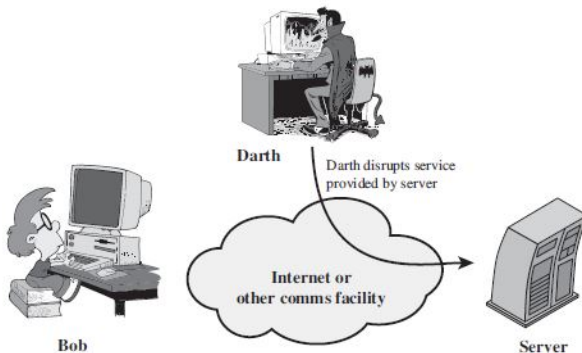 Darth
Darth disrupts service
provided by server
Internet or
other comms facility
Bob
Server